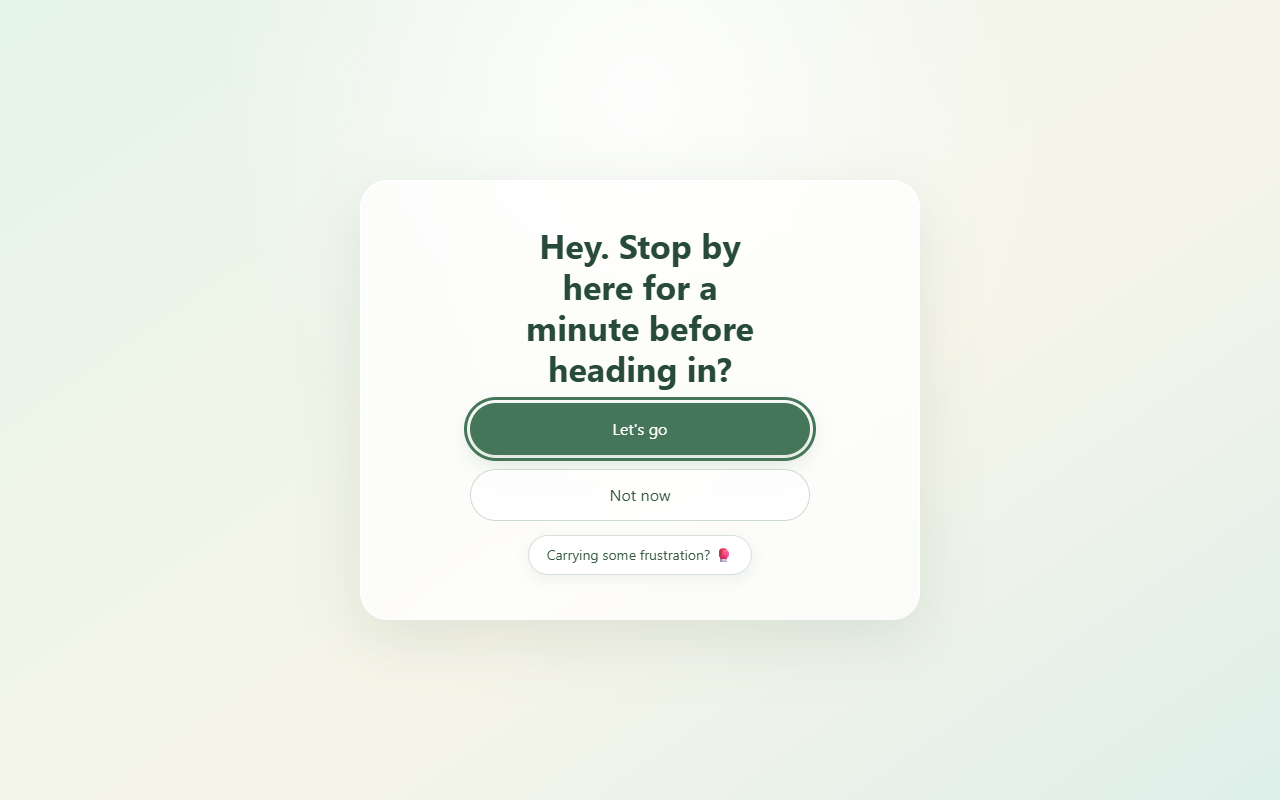 Hey. Stop by
here for a
minute before
heading in?
Let's go
Not now
Carrying some frustration? 🥊